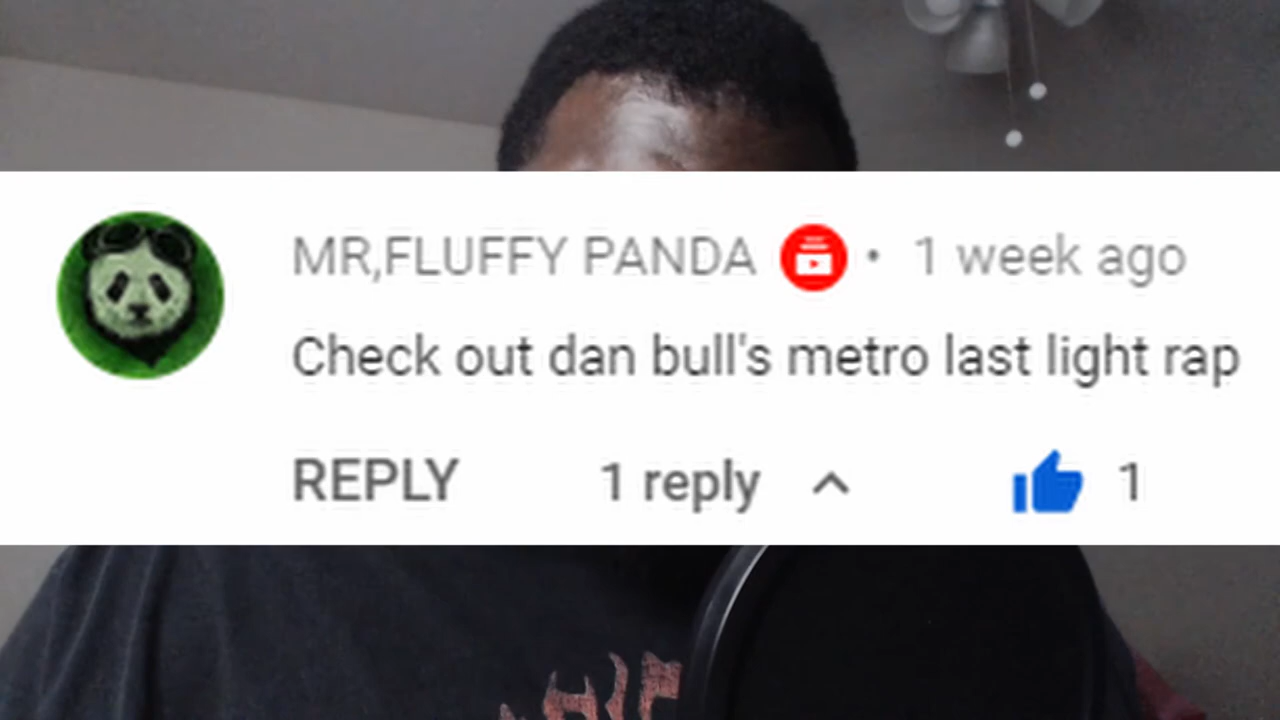 MR,FLUFFY PANDA • 1 week ago
Check out dan bull's metro last light rap
REPLY 1 reply 1